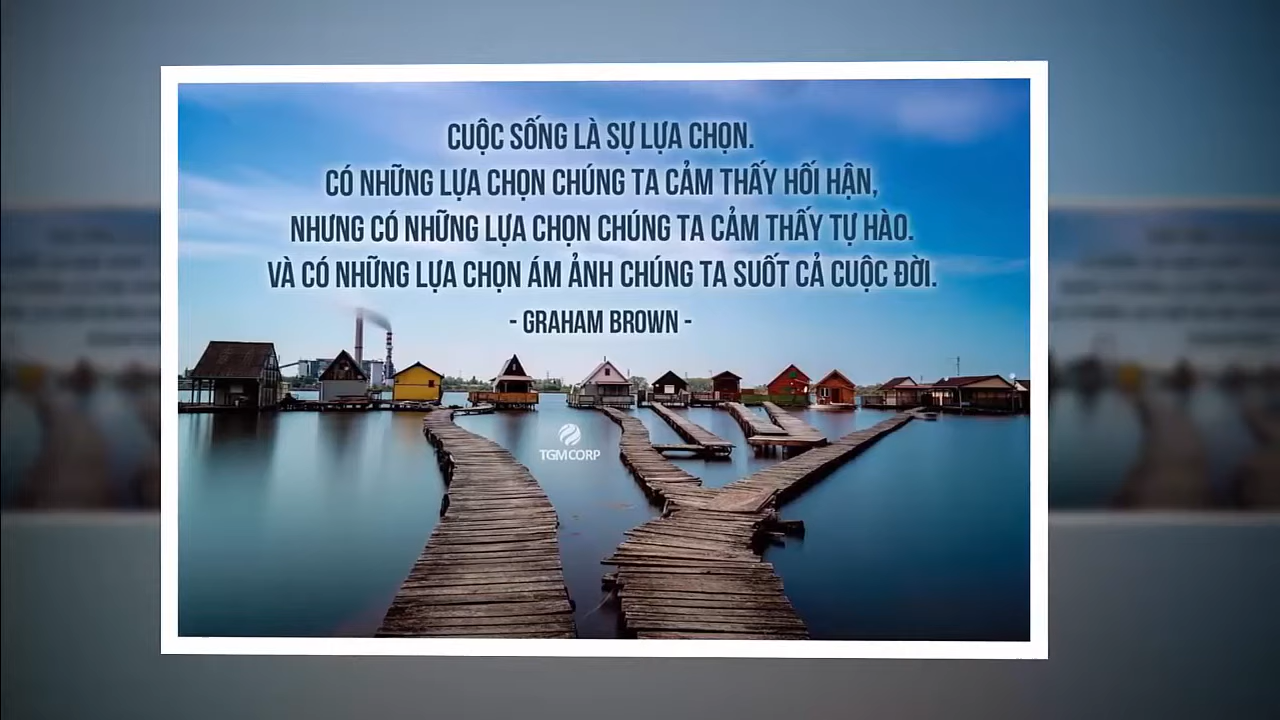 CUỘC SỐNG LÀ SỰ LỰA CHỌN.
CÓ NHỮNG LỰA CHỌN CHÚNG TA CẢM THẤY HỐI HẬN,
NHƯNG CÓ NHỮNG LỰA CHỌN CHÚNG TA CẢM THẤY TỰ HÀO.
VÀ CÓ NHỮNG LỰA CHỌN ÁM ẢNH CHÚNG TA SUỐT CẢ CUỘC ĐỜI.
- GRAHAM BROWN -
TGM CORP